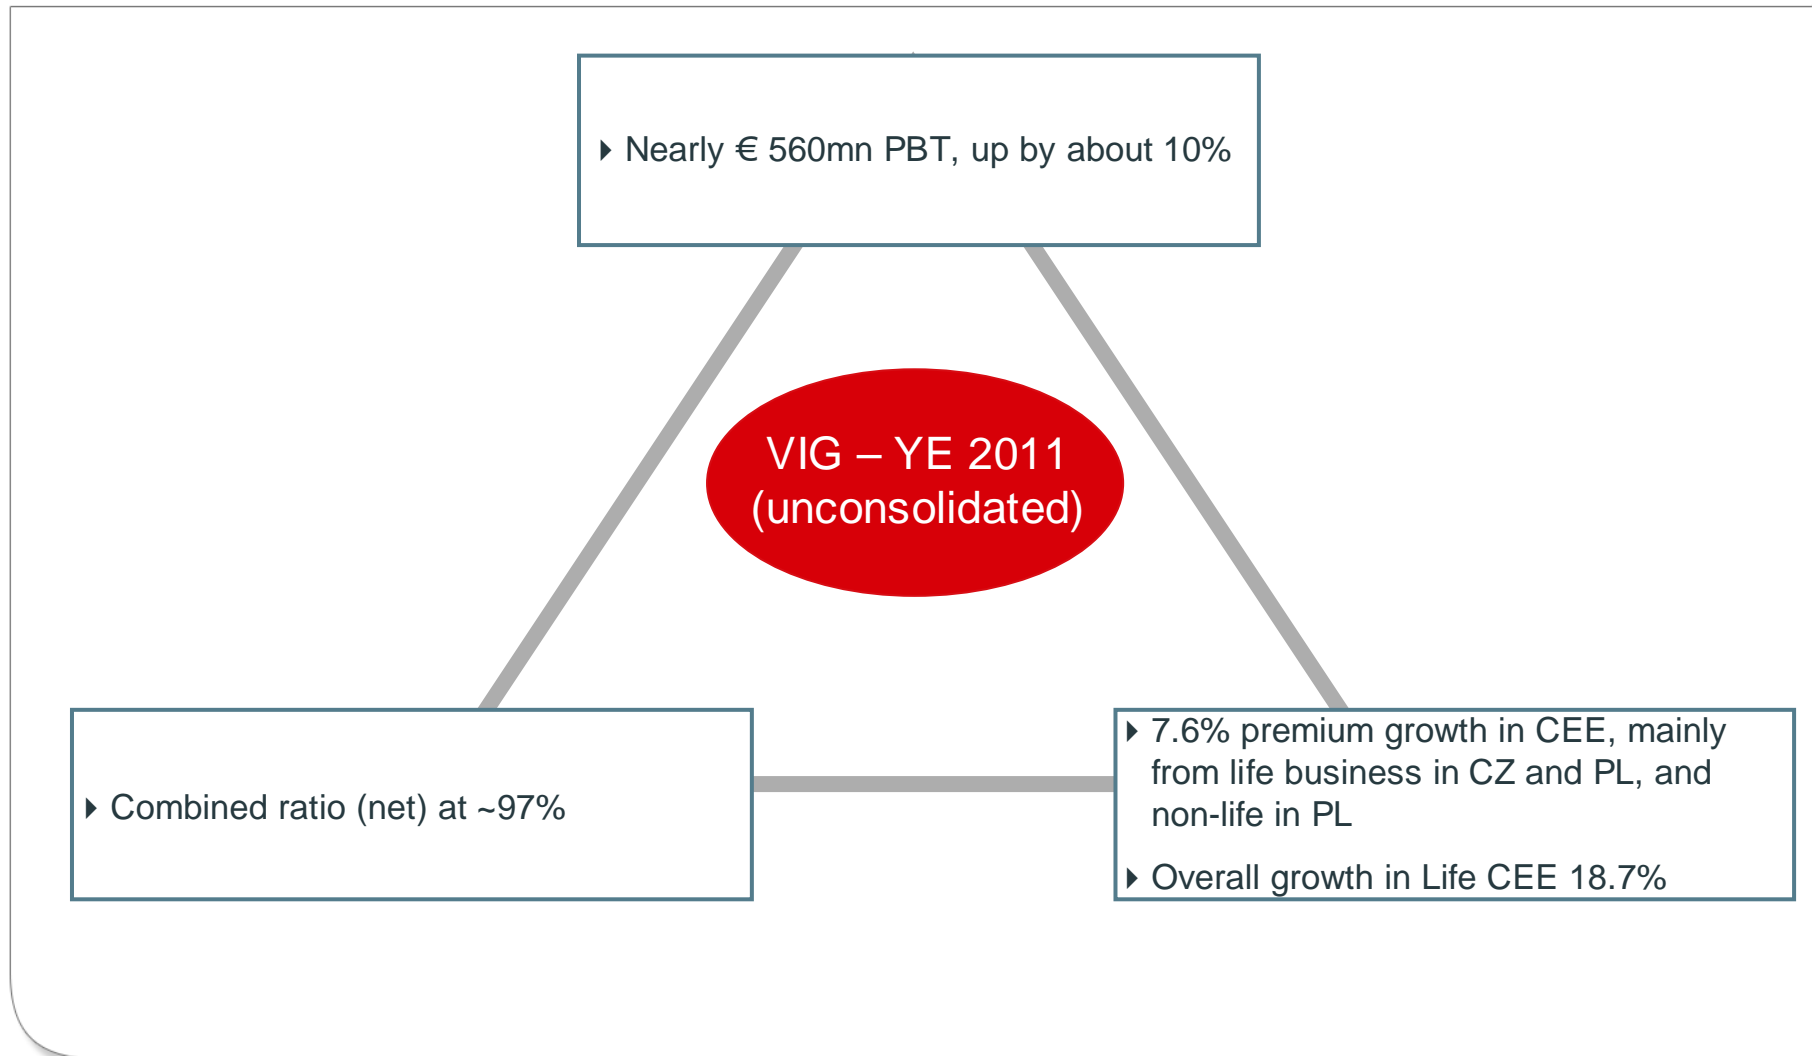 Nearly € 560mn PBT, up by about 10%
VIG – YE 2011
(unconsolidated)
Combined ratio (net) at ~97%
7.6% premium growth in CEE, mainly
from life business in CZ and PL, and
non-life in PL
Overall growth in Life CEE 18.7%